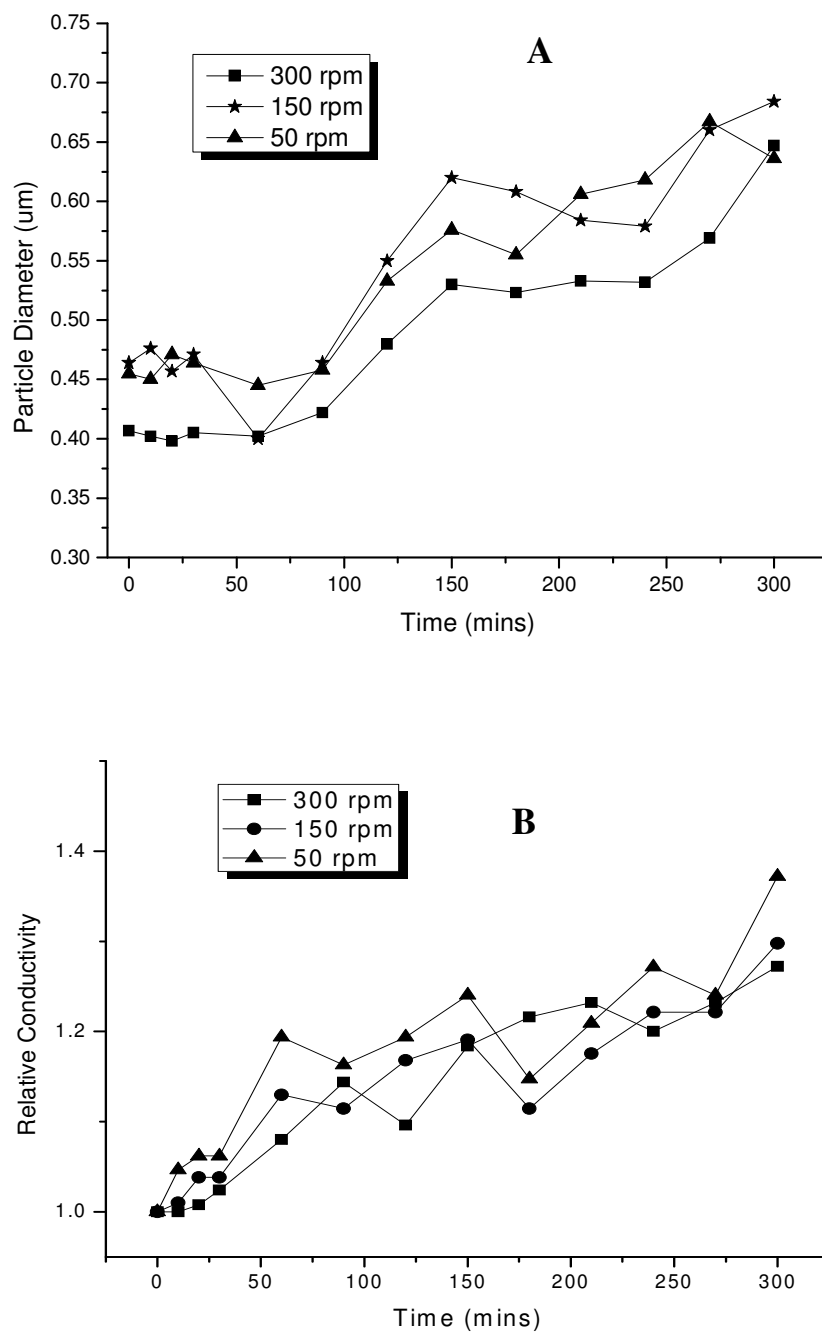 A
300 rpm
150 rpm
50 rpm
0.75
0.70
0.65
0.60
0.55
0.50
0.45
0.40
0.35
0.30
Particle Diameter (um)
0 50 100 150 200 250 300
Time (mins)
B
300 rpm
150 rpm
50 rpm
1.4
1.2
1.0
Relative Conductivity
0 50 100 150 200 250 300
Time (mins)